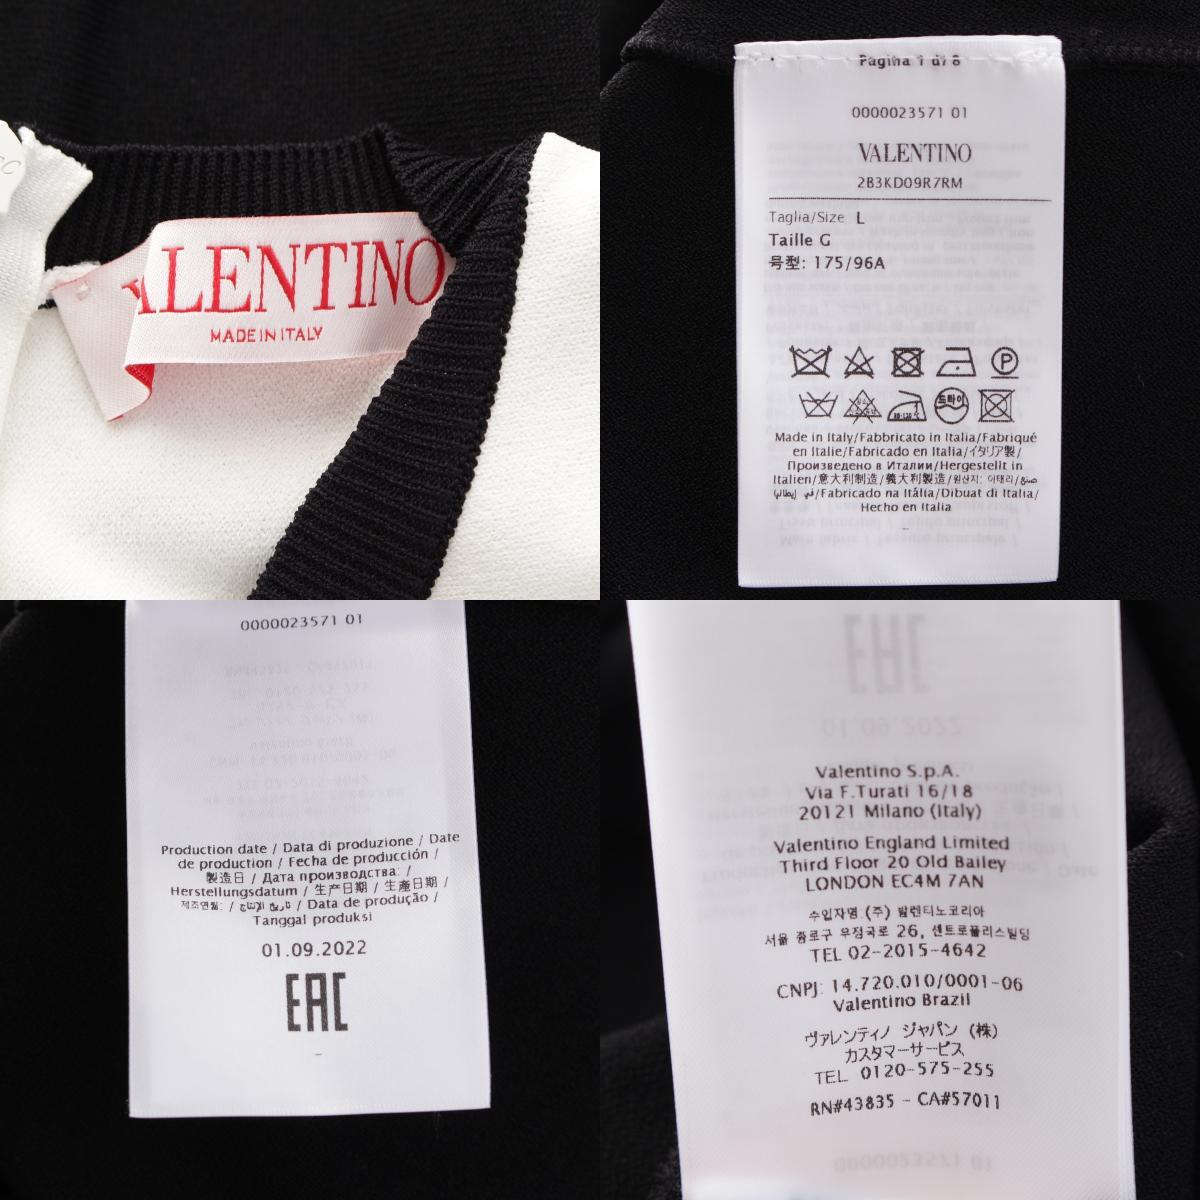 VALENTINO
MADE IN ITALY
Pagina 1 di 8
0000023571 01
VALENTINO
2B3KD09R7RM
Taglia/Size L
Taille G
号型: 175/96A
P
80-120℃ 드라이
Made in Italy/Fabbricato in Italia/Fabriqué
en Italie/Fabricado en Italia/イタリア製/
Произведено в Италии/Hergestellt in
Italien/意大利制造/義大利製造/원산지: 이태리/صنع
في إيطاليا/Fabricado na Itália/Dibuat di Italia/
Hecho en Italia
0000023571 01
Production date / Data di produzione / Date
de production / Fecha de producción /
製造日 / Дата производства: /
Herstellungsdatum / 生产日期 / 生產日期 /
제조연월: / تاريخ الإنتاج / Data de produção /
Tanggal produksi
01.09.2022
EAC
Valentino S.p.A.
Via F.Turati 16/18
20121 Milano (Italy)
Valentino England Limited
Third Floor 20 Old Bailey
LONDON EC4M 7AN
수입자명 (주) 발렌티노코리아
서울 종로구 우정국로 26, 센트로폴리스빌딩
TEL 02-2015-4642
CNPJ: 14.720.010/0001-06
Valentino Brazil
ヴァレンティノ ジャパン (株)
カスタマーサービス
TEL 0120-575-255
RN#43835 - CA#57011